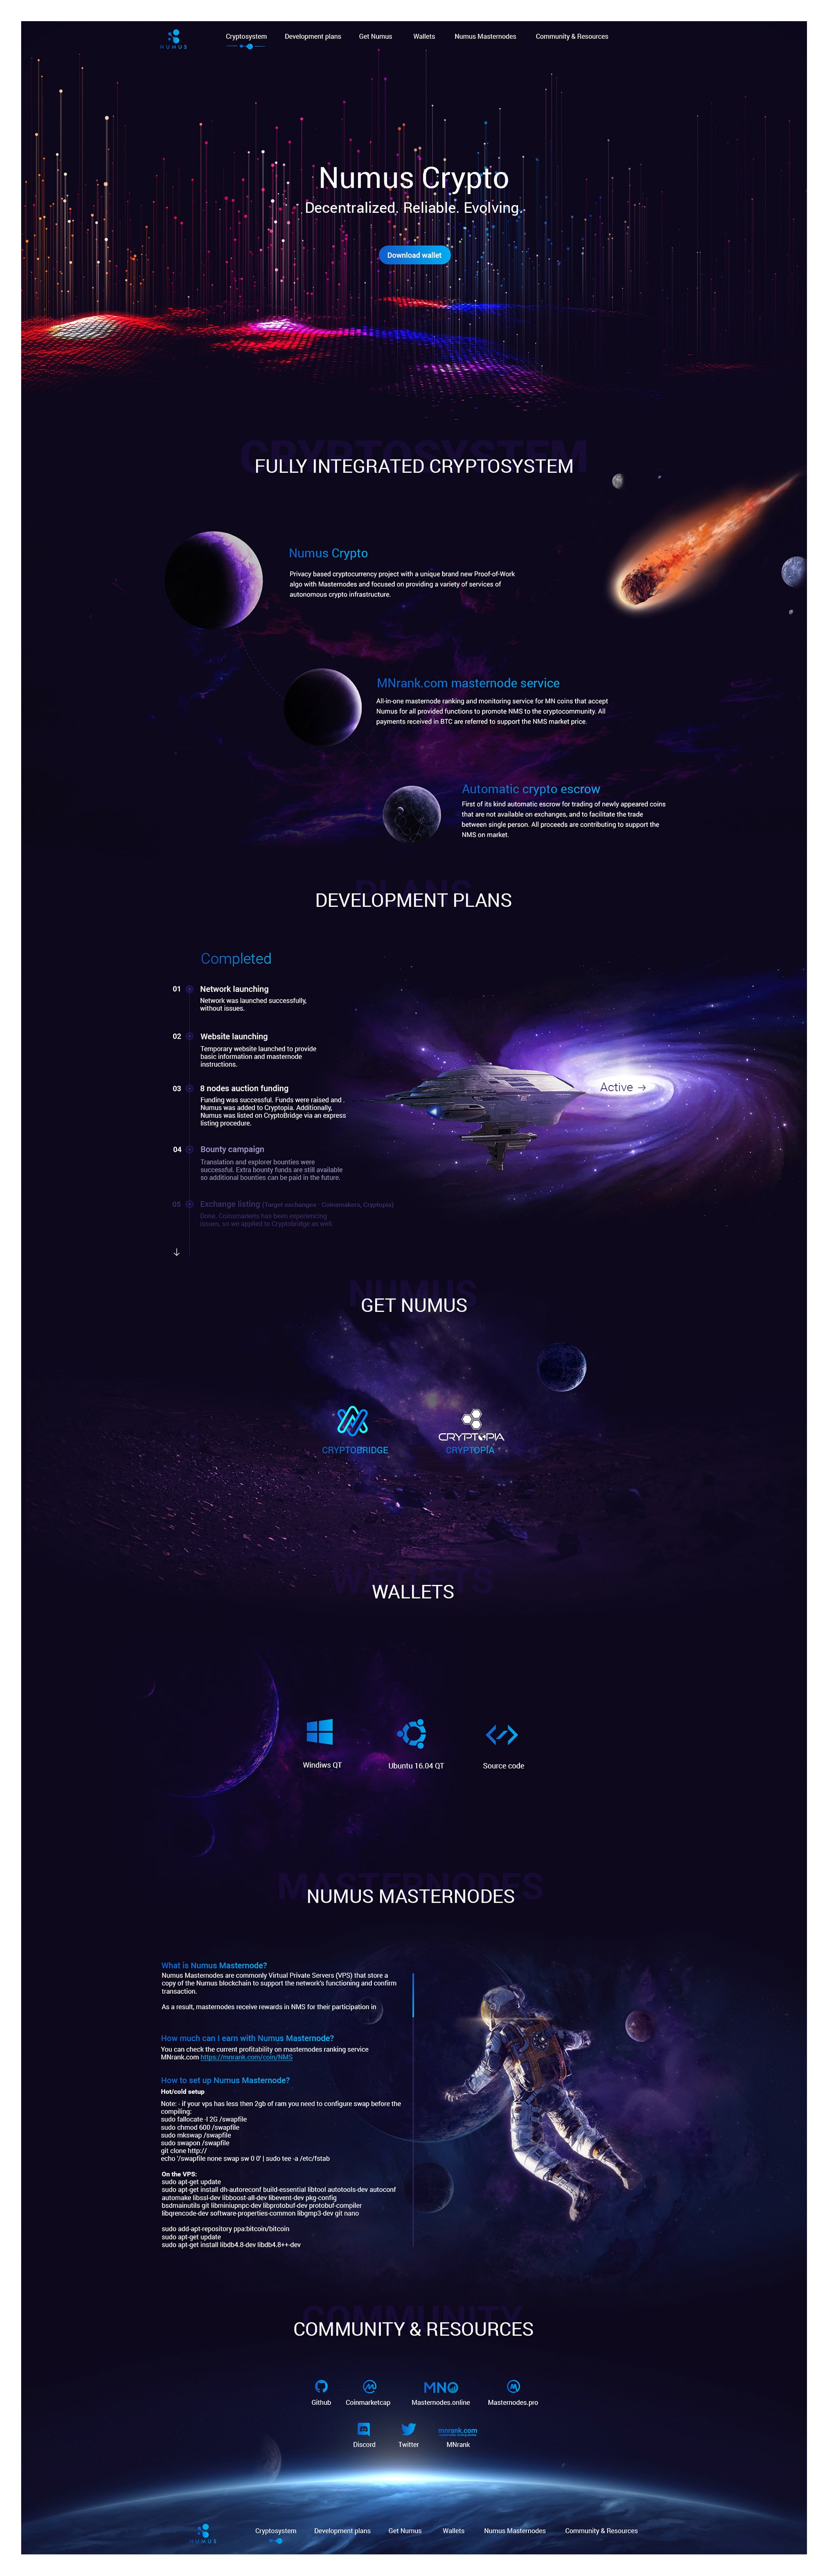 NUMUS
Cryptosystem Development plans Get Numus Wallets Numus Masternodes Community & Resources
Numus Crypto
Decentralized. Reliable. Evolving.
Download wallet
CRYPTOSYSTEM
FULLY INTEGRATED CRYPTOSYSTEM
Numus Crypto
Privacy based cryptocurrency project with a unique brand new Proof-of-Work
algo with Masternodes and focused on providing a variety of services of
autonomous crypto infrastructure.
MNrank.com masternode service
All-in-one masternode ranking and monitoring service for MN coins that accept
Numus for all provided functions to promote NMS to the cryptocommunity. All
payments received in BTC are referred to support the NMS market price.
Automatic crypto escrow
First of its kind automatic escrow for trading of newly appeared coins
that are not available on exchanges, and to facilitate the trade
between single person. All proceeds are contributing to support the
NMS on market.
PLANS
DEVELOPMENT PLANS
Completed
01 Network launching
Network was launched successfully,
without issues.
02 Website launching
Temporary website launched to provide
basic information and masternode
instructions.
03 8 nodes auction funding
Funding was successful. Funds were raised and .
Numus was added to Cryptopia. Additionally,
Numus was listed on CryptoBridge via an express
listing procedure.
Active →
04 Bounty campaign
Translation and explorer bounties were
successful. Extra bounty funds are still available
so additional bounties can be paid in the future.
05 Exchange listing (Target exchanges - Coinsmakers, Cryptopia)
Done. Coinsmarkets has been experiencing
issues, so we applied to CryptoBridge as well.
NUMUS
GET NUMUS
CRYPTOPIA
CRYPTOBRIDGE CRYPTOPIA
WALLETS
WALLETS
Windiws QT Ubuntu 16.04 QT Source code
MASTERNODES
NUMUS MASTERNODES
What is Numus Masternode?
Numus Masternodes are commonly Virtual Private Servers (VPS) that store a
copy of the Numus blockchain to support the network's functioning and confirm
transaction.
As a result, masternodes receive rewards in NMS for their participation in
How much can I earn with Numus Masternode?
You can check the current profitability on masternodes ranking service
MNrank.com https://mnrank.com/coin/NMS
How to set up Numus Masternode?
Hot/cold setup
Note: - if your vps has less then 2gb of ram you need to configure swap before the
compiling:
sudo fallocate -l 2G /swapfile
sudo chmod 600 /swapfile
sudo mkswap /swapfile
sudo swapon /swapfile
git clone http://
echo '/swapfile none swap sw 0 0' | sudo tee -a /etc/fstab
On the VPS:
sudo apt-get update
sudo apt-get install dh-autoreconf build-essential libtool autotools-dev autoconf
automake libssl-dev libboost-all-dev libevent-dev pkg-config
bsdmainutils git libminiupnpc-dev libprotobuf-dev protobuf-compiler
libqrencode-dev software-properties-common libgmp3-dev git nano
sudo add-apt-repository ppa:bitcoin/bitcoin
sudo apt-get update
sudo apt-get install libdb4.8-dev libdb4.8++-dev
COMMUNITY
COMMUNITY & RESOURCES
MNO
Github Coinmarketcap Masternodes.online Masternodes.pro
mnrank.com
Discord Twitter MNrank
NUMUS
Cryptosystem Development plans Get Numus Wallets Numus Masternodes Community & Resources